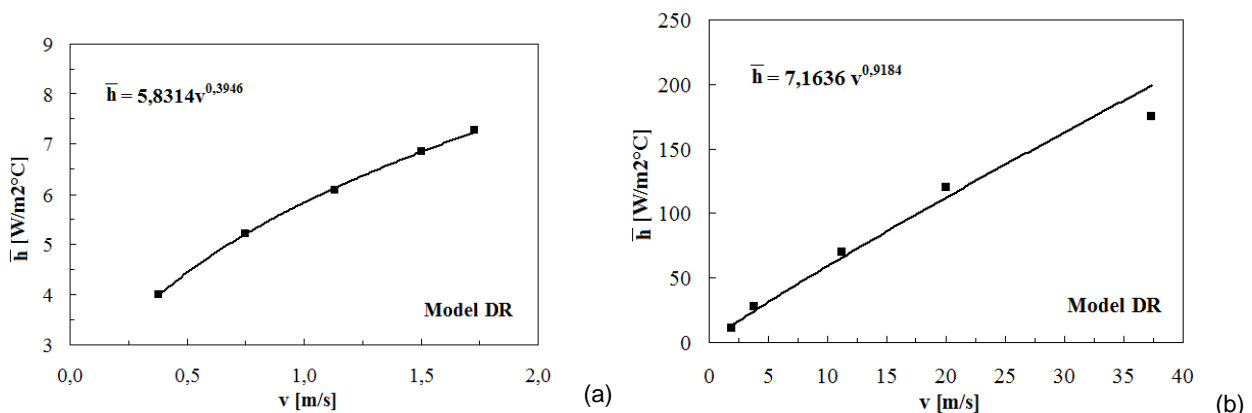 9
8
7
6
5
4
3
h̅ [W/m2°C]
h̅ = 5,8314v^0,3946
Model DR
0,0 0,5 1,0 1,5 2,0
v [m/s]
(a)
250
200
150
100
50
0
h̅ [W/m2°C]
h̅ = 7,1636 v^0,9184
Model DR
0 5 10 15 20 25 30 35 40
v [m/s]
(b)